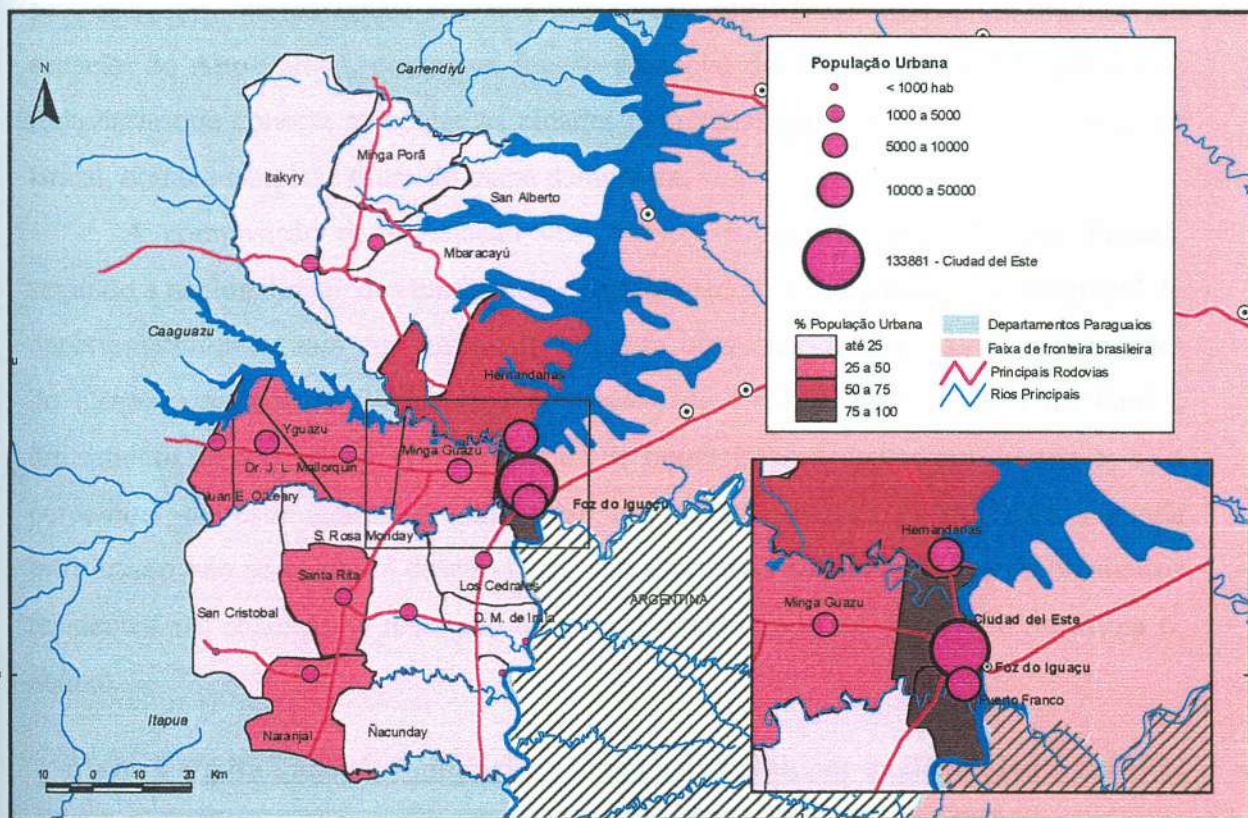 N
Canendiyu
Minga Porã
Itakyry
San Alberto
Mbaracayú
Caaguazu
Hernandarias
Yguazu
Minga Guazu
Dr. J. L. Mallorquin
Juan E. O'Leary
Foz do Iguaçu
S. Rosa Monday
Santa Rita
Los Cedrales
San Cristobal
D. M. de Irala
ARGENTINA
Itapua
Naranjal
Ñacunday
10 0 10 20 Km
População Urbana
< 1000 hab
1000 a 5000
5000 a 10000
10000 a 50000
133881 - Ciudad del Este
% População Urbana
até 25
25 a 50
50 a 75
75 a 100
Departamentos Paraguaios
Faixa de fronteira brasileira
Principais Rodovias
Rios Principais
Hernandarias
Minga Guazu
Ciudad del Este
Foz do Iguaçu
Puerto Franco